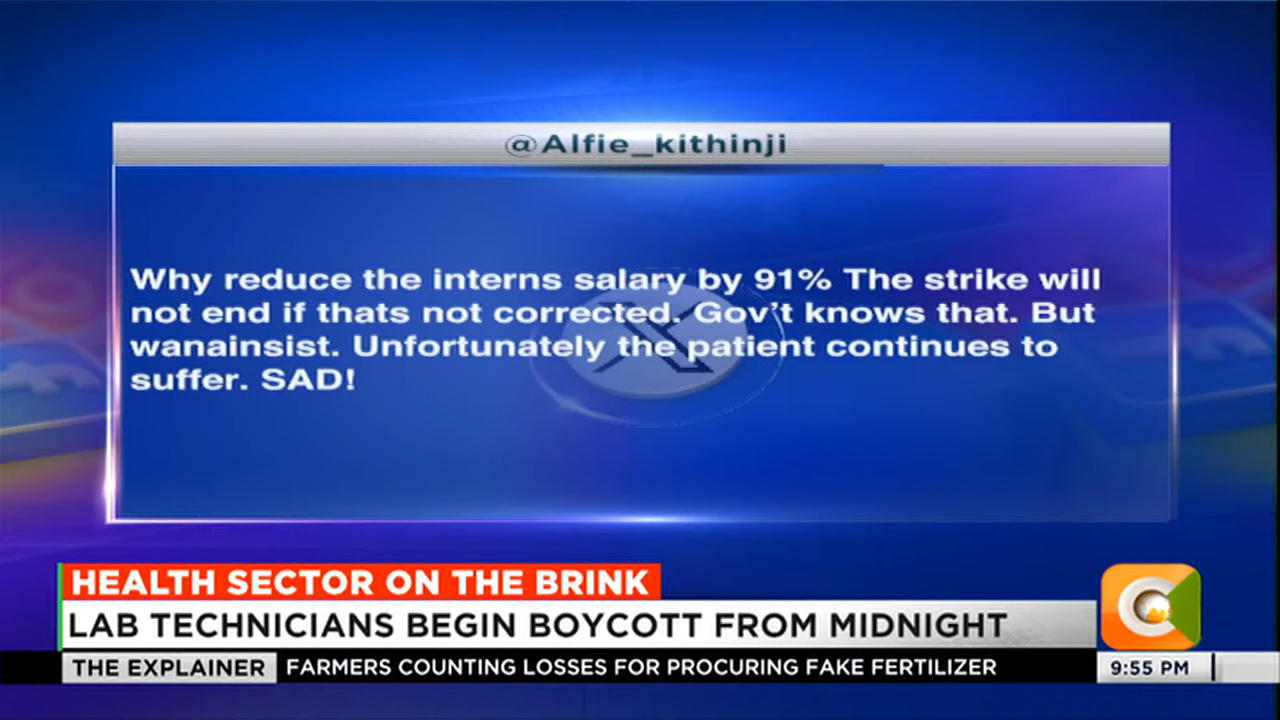 @Alfie_kithinji
Why reduce the interns salary by 91% The strike will
not end if thats not corrected. Gov't knows that. But
wanainsist. Unfortunately the patient continues to
suffer. SAD!
HEALTH SECTOR ON THE BRINK
LAB TECHNICIANS BEGIN BOYCOTT FROM MIDNIGHT
THE EXPLAINER FARMERS COUNTING LOSSES FOR PROCURING FAKE FERTILIZER
9:55 PM